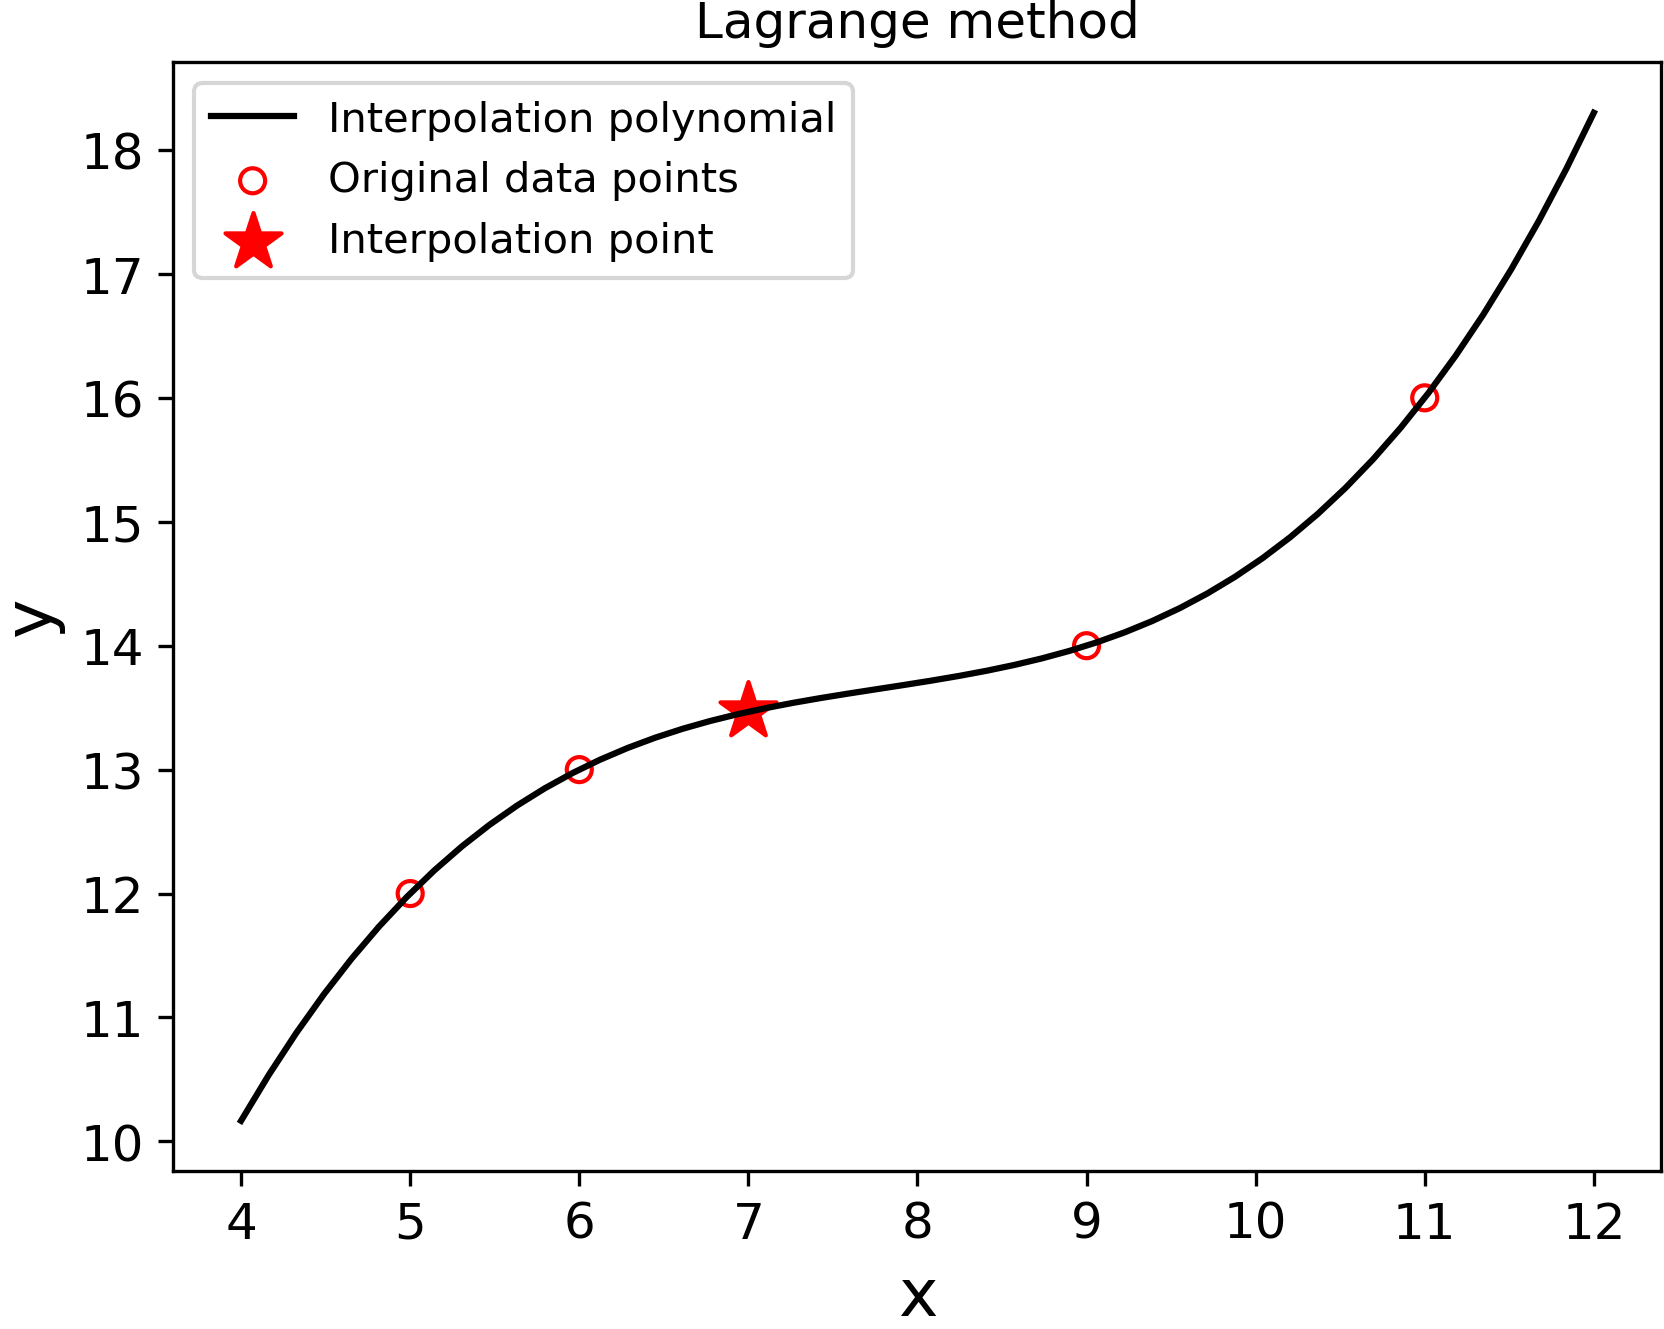 Lagrange method
Interpolation polynomial
Original data points
Interpolation point
18
17
16
15
14
13
12
11
10
y
4 5 6 7 8 9 10 11 12
x